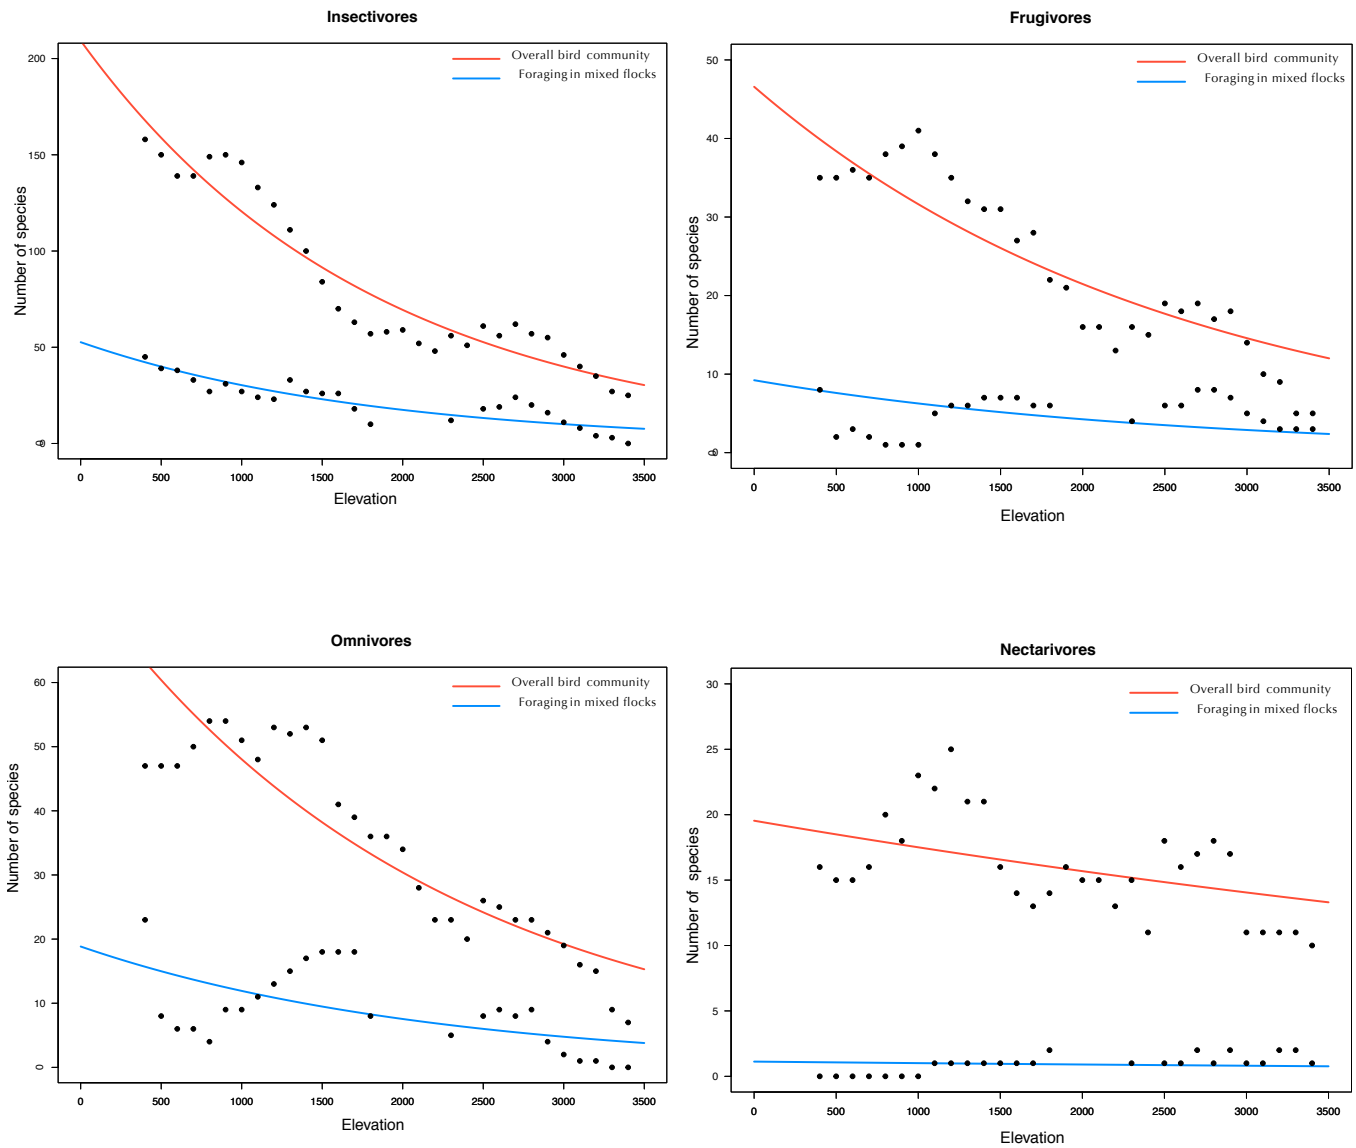 Insectivores
Overall bird community
Foraging in mixed flocks
200
150
100
50
0
Number of species
0 500 1000 1500 2000 2500 3000 3500
Elevation
Frugivores
Overall bird community
Foraging in mixed flocks
50
40
30
20
10
0
Number of species
0 500 1000 1500 2000 2500 3000 3500
Elevation
Omnivores
Overall bird community
Foraging in mixed flocks
60
50
40
30
20
10
0
Number of species
0 500 1000 1500 2000 2500 3000 3500
Elevation
Nectarivores
Overall bird community
Foraging in mixed flocks
30
25
20
15
10
5
0
Number of species
0 500 1000 1500 2000 2500 3000 3500
Elevation